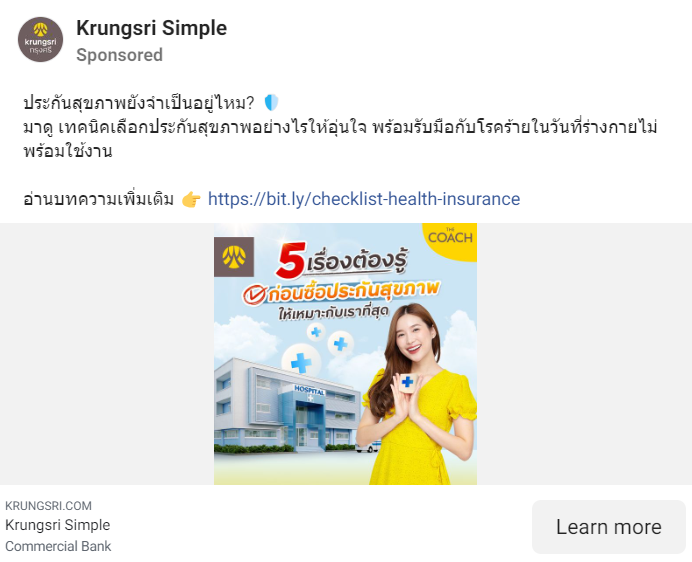 krungsri
กรุงศรี
Krungsri Simple
Sponsored
ประกันสุขภาพยังจำเป็นอยู่ไหม? 🛡️
มาดู เทคนิคเลือกประกันสุขภาพอย่างไรให้อุ่นใจ พร้อมรับมือกับโรคร้ายในวันที่ร่างกายไม่
พร้อมใช้งาน
อ่านบทความเพิ่มเติม 👉 https://bit.ly/checklist-health-insurance
THE
COACH
5 เรื่องต้องรู้
ก่อนซื้อประกันสุขภาพ
ให้เหมาะกับเราที่สุด
HOSPITAL
KRUNGSRI.COM
Krungsri Simple
Commercial Bank
Learn more